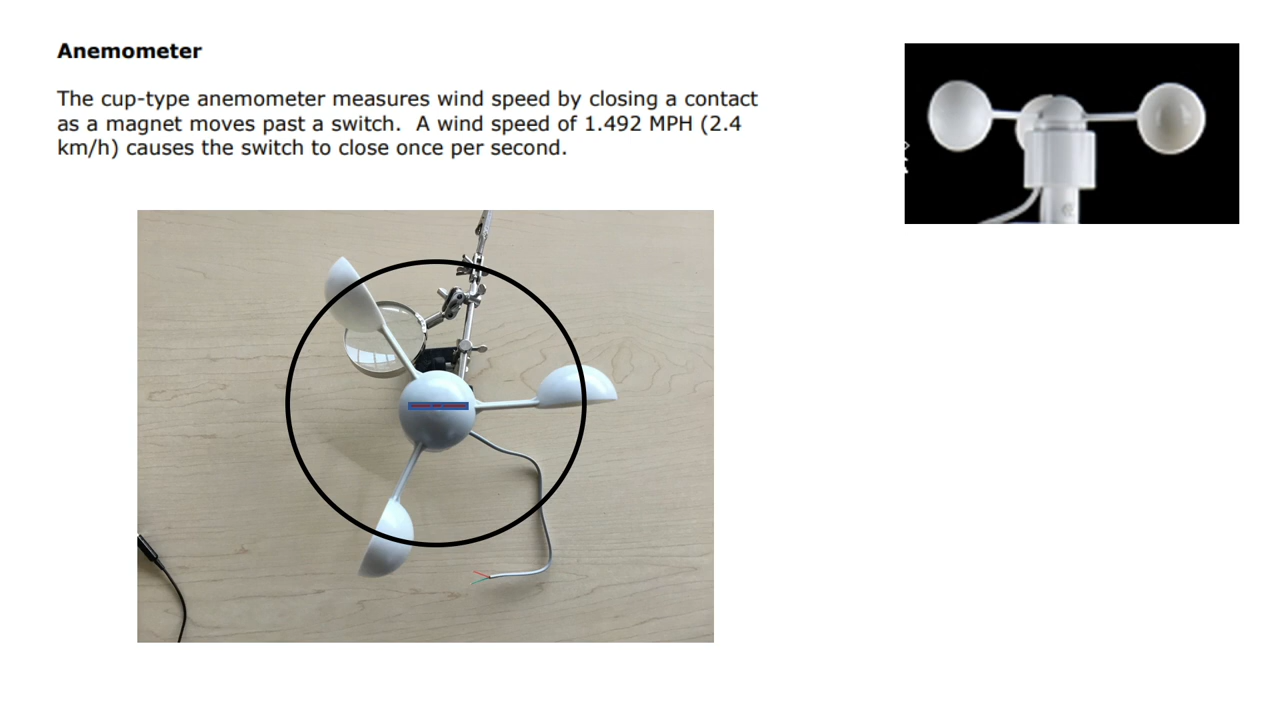 Anemometer
The cup-type anemometer measures wind speed by closing a contact
as a magnet moves past a switch.  A wind speed of 1.492 MPH (2.4
km/h) causes the switch to close once per second.